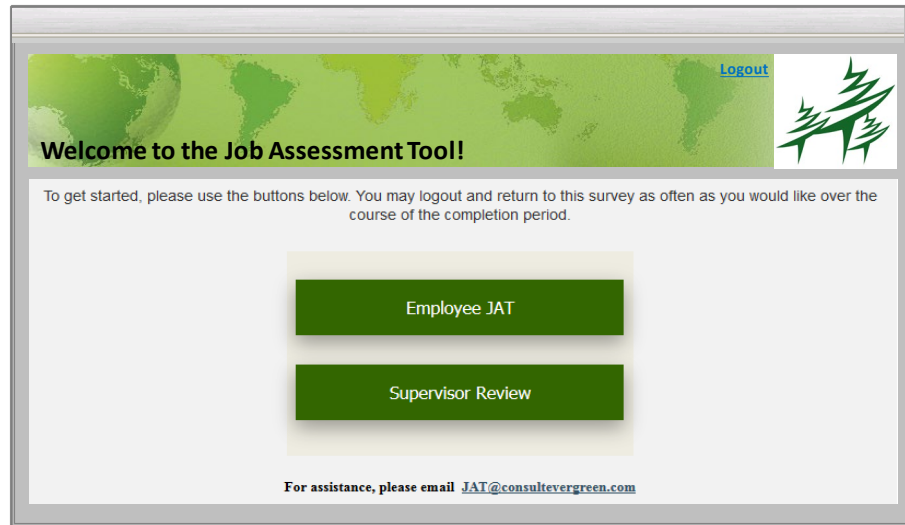 Logout
Welcome to the Job Assessment Tool!
To get started, please use the buttons below. You may logout and return to this survey as often as you would like over the
course of the completion period.
Employee JAT
Supervisor Review
For assistance, please email JAT@consultevergreen.com